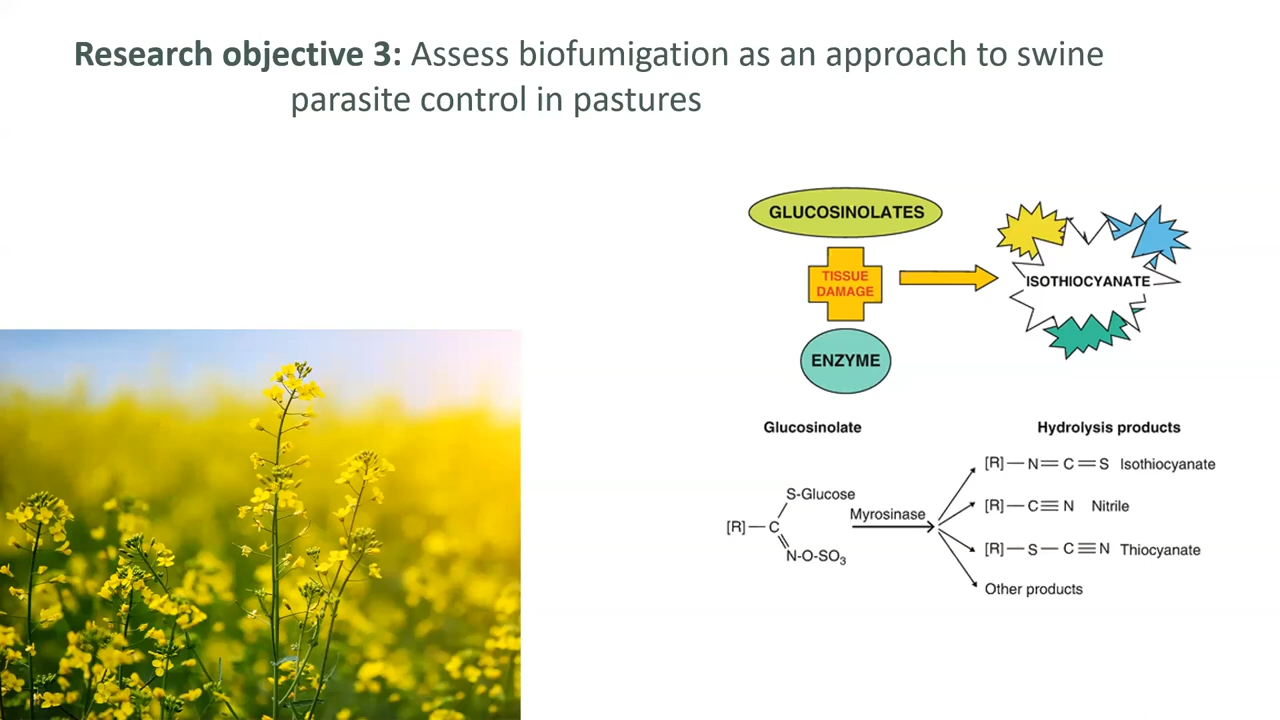 Research objective 3: Assess biofumigation as an approach to swine
parasite control in pastures
GLUCOSINOLATES
TISSUE
DAMAGE
ENZYME
ISOTHIOCYANATE
Glucosinolate
Hydrolysis products
S-Glucose
[R]—C
N-O-SO₃
Myrosinase
[R]—N=C=S Isothiocyanate
[R]—C≡N Nitrile
[R]—S—C≡N Thiocyanate
Other products